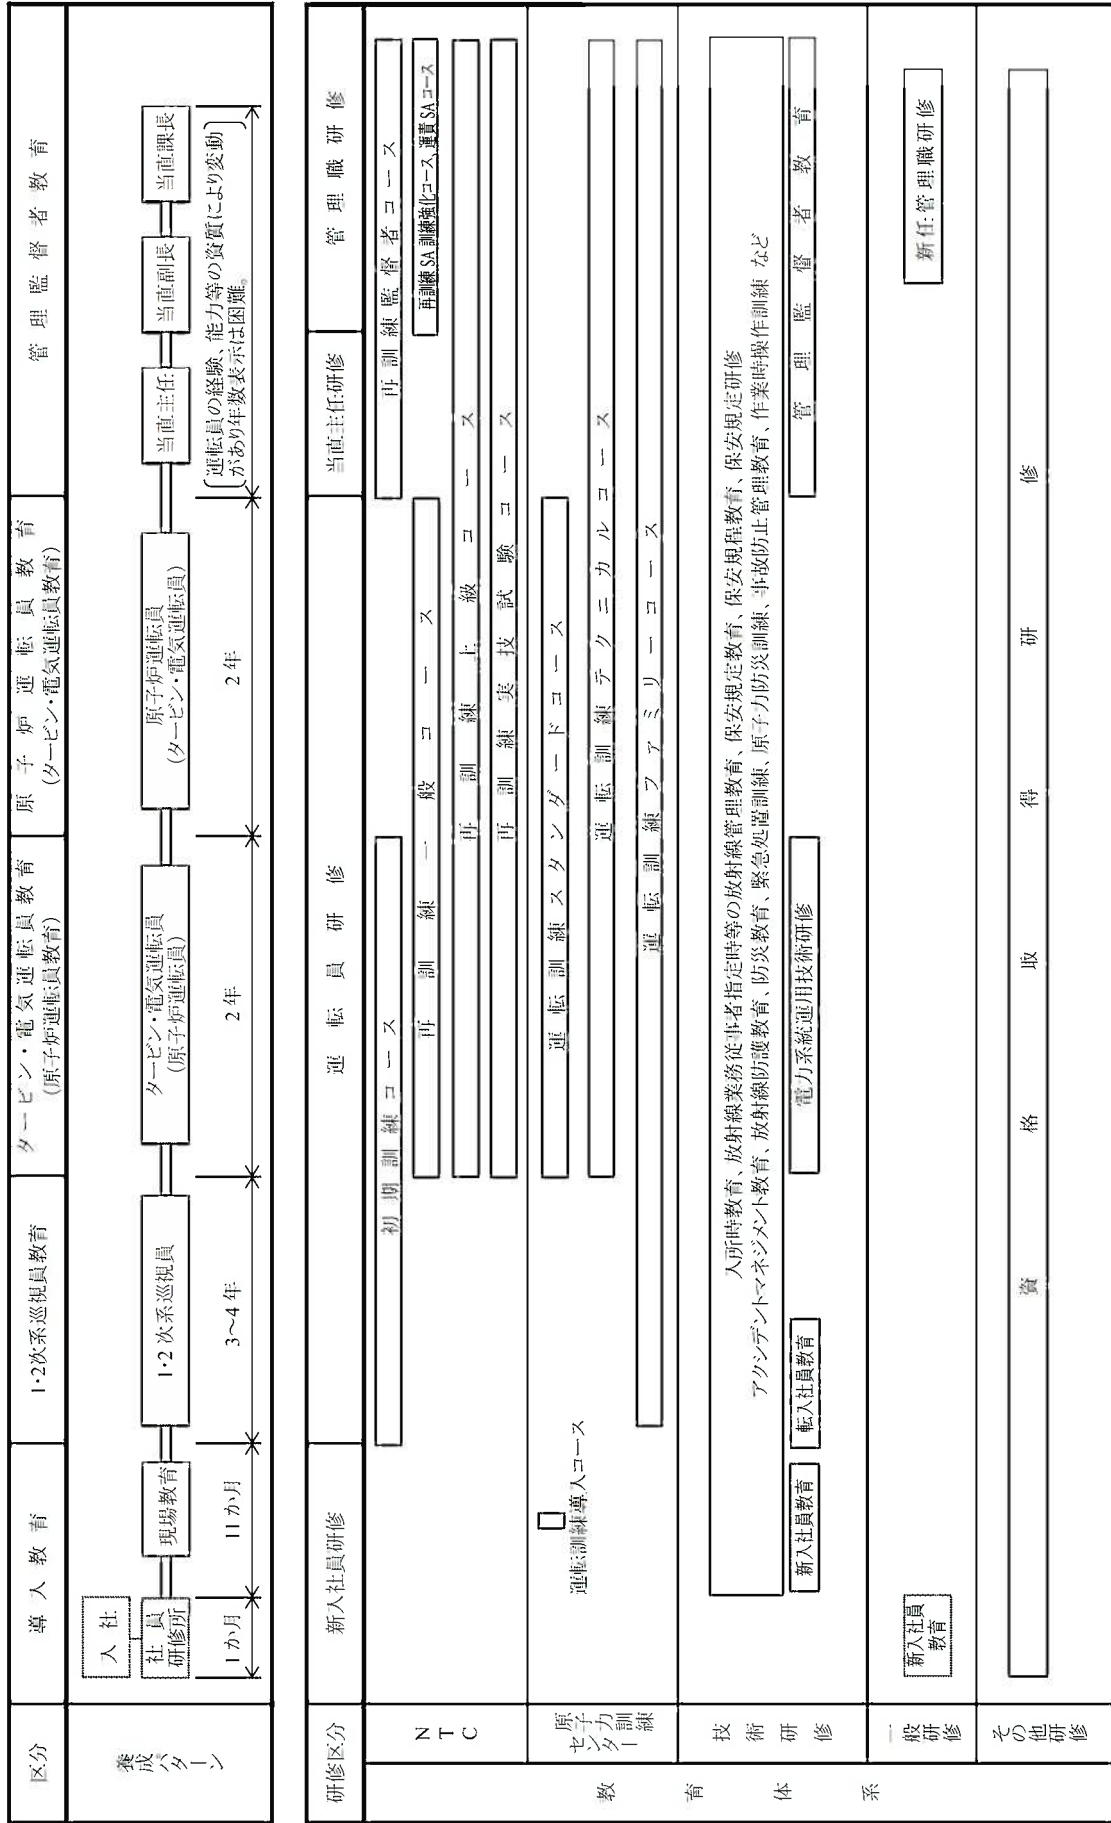 区分
導入教育
1・2次系巡視員教育
タービン・電気運転員教育
(原子炉運転員教育)
原子炉運転員教育
(タービン・電気運転員教育)
管理監督者教育
養成パターン
入社
社員
研修所
現場教育
1・2次系巡視員
タービン・電気運転員
(原子炉運転員)
原子炉運転員
(タービン・電気運転員)
当直主任
当直副長
当直課長
1か月
11か月
3~4年
2年
2年
運転員の経験、能力等の資質により変動
があり年数表示は困難。
研修区分
新入社員研修
運転員研修
当直主任研修
管理職研修
教育体系
NTC
初期訓練コース
再訓練監督者コース
再訓練一般コース
再訓練SA訓練強化コース、運責SAコース
再訓練上級コース
再訓練実技試験コース
原子力訓練
センター
運転訓練導入コース
運転訓練スタンダードコース
運転訓練テクニカルコース
運転訓練ファミリーコース
技術研修
入所時教育、放射線業務従事者指定時等の放射線管理教育、保安規定教育、保安規程教育、保安規定研修
アクシデントマネジメント教育、放射線防護教育、防災教育、緊急処置訓練、原子力防災訓練、事故防止管理教育、作業時操作訓練 など
新入社員教育
転入社員教育
電力系統運用技術研修
管理監督者教育
一般研修
新入社員
教育
新任管理職研修
その他研修
資格取得研修